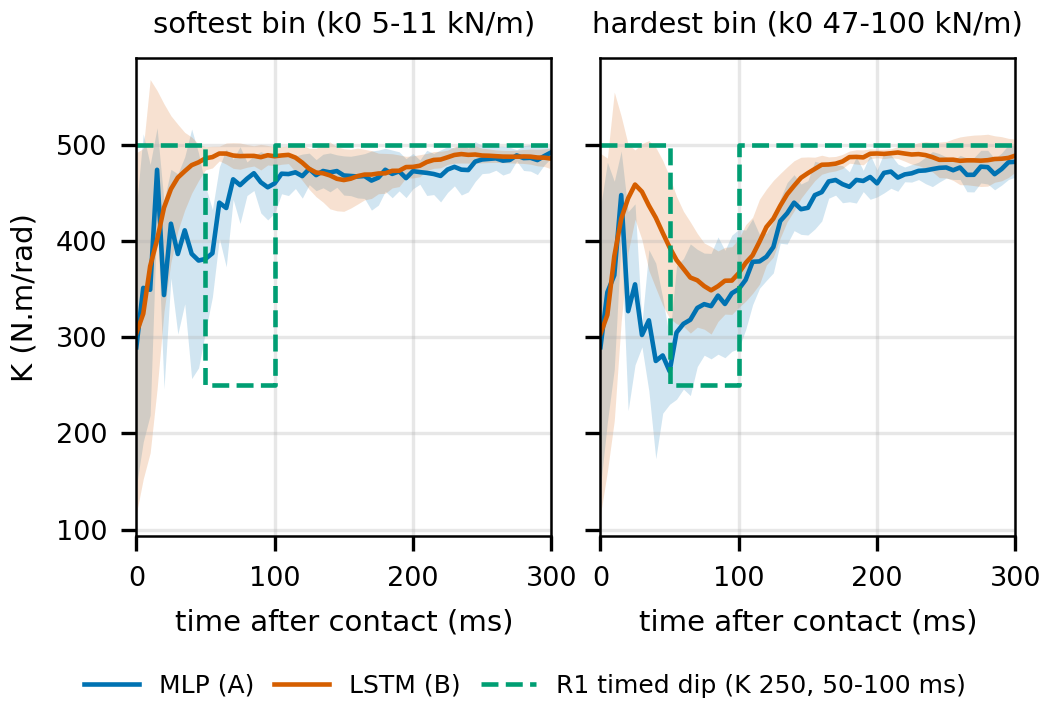 softest bin (k0 5-11 kN/m)
hardest bin (k0 47-100 kN/m)
K (N.m/rad)
500
400
300
200
100
0
100
200
300
0
100
200
300
time after contact (ms)
time after contact (ms)
MLP (A)
LSTM (B)
R1 timed dip (K 250, 50-100 ms)